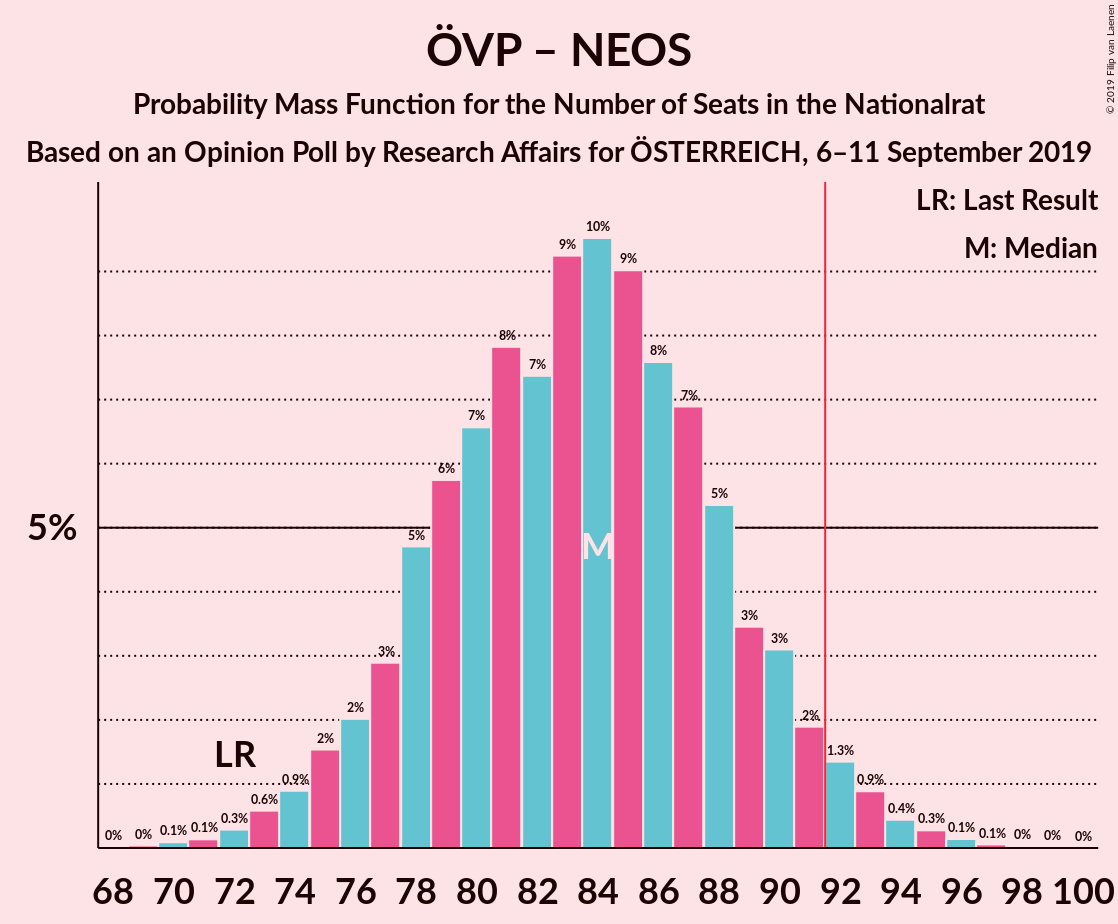 ÖVP – NEOS
Probability Mass Function for the Number of Seats in the Nationalrat
Based on an Opinion Poll by Research Affairs for ÖSTERREICH, 6–11 September 2019
© 2019 Filip van Laenen
LR: Last Result
M: Median
5%
0% 0% 0.1% 0.1% 0.3% 0.6% 0.9% 2% 2% 3% 5% 6% 7% 8% 7% 9% 10% 9% 8% 7% 5% 3% 3% 2% 1.3% 0.9% 0.4% 0.3% 0.1% 0.1% 0% 0% 0%
M
LR
68 70 72 74 76 78 80 82 84 86 88 90 92 94 96 98 100